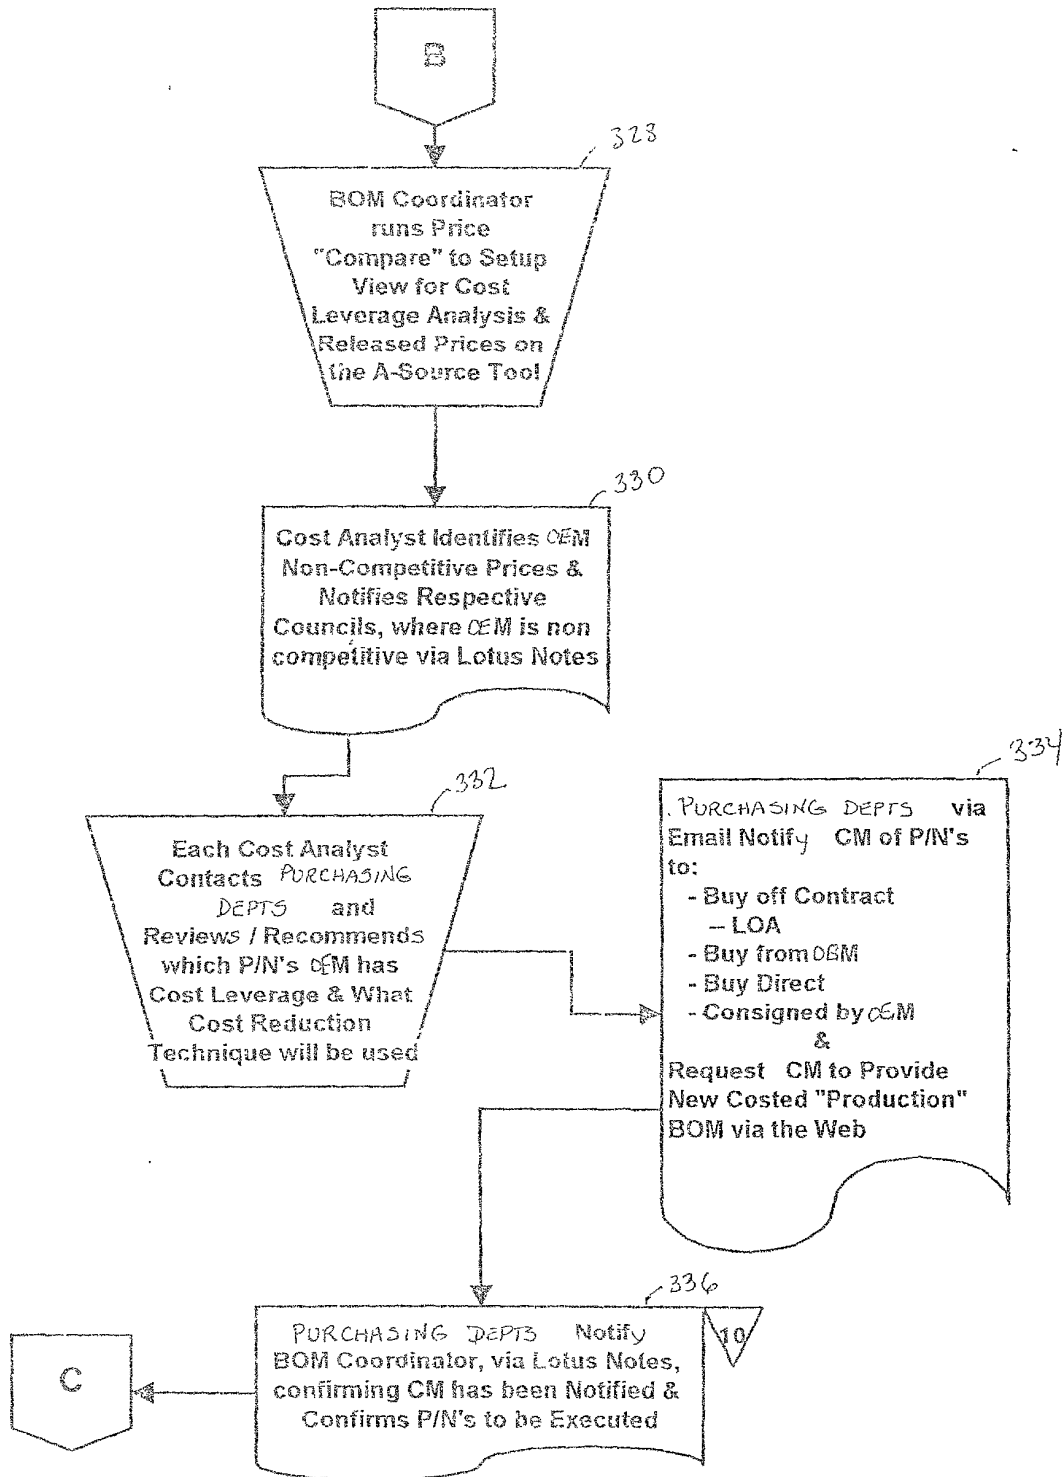 B
328
BOM Coordinator
runs Price
"Compare" to Setup
View for Cost
Leverage Analysis &
Released Prices on
the A-Source Tool
330
Cost Analyst Identifies OEM
Non-Competitive Prices &
Notifies Respective
Councils, where OEM is non
competitive via Lotus Notes
332
Each Cost Analyst
Contacts PURCHASING
DEPTS and
Reviews / Recommends
which P/N's OEM has
Cost Leverage & What
Cost Reduction
Technique will be used
334
PURCHASING DEPTS via
Email Notify CM of P/N's
to:
- Buy off Contract
– LOA
- Buy from OEM
- Buy Direct
- Consigned by OEM
&
Request CM to Provide
New Costed "Production"
BOM via the Web
336
PURCHASING DEPTS Notify
BOM Coordinator, via Lotus Notes,
confirming CM has been Notified &
Confirms P/N's to be Executed
10
C